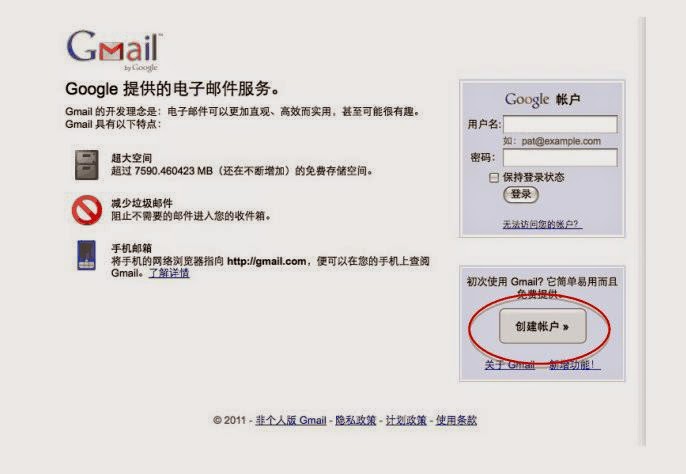 Gmail™
by Google
Google 提供的电子邮件服务。
Gmail 的开发理念是：电子邮件可以更加直观、高效而实用，甚至可能很有趣。
Gmail 具有以下特点：
超大空间
超过 7590.460423 MB（还在不断增加）的免费存储空间。
减少垃圾邮件
阻止不需要的邮件进入您的收件箱。
手机邮箱
将手机的网络浏览器指向 http://gmail.com，便可以在您的手机上查阅
Gmail。了解详情
Google 帐户
用户名:
如：pat@example.com
密码:
保持登录状态
登录
无法访问您的帐户？
初次使用 Gmail? 它简单易用而且
免费提供。
创建帐户 »
关于 Gmail 新增功能！
© 2011 - 非个人版 Gmail - 隐私政策 - 计划政策 - 使用条款